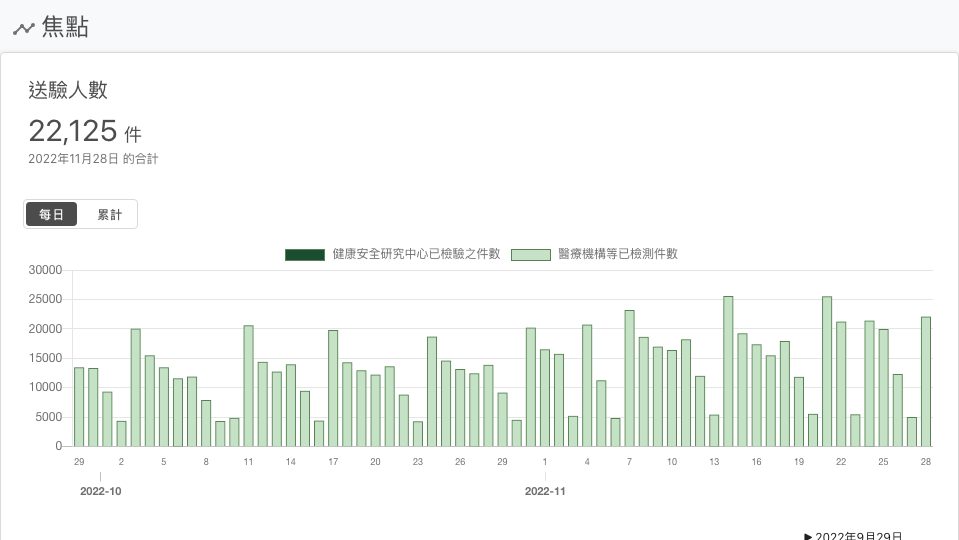 焦點
送驗人數
22,125 件
2022年11月28日 的合計
每日 累計
健康安全研究中心已檢驗之件數 醫療機構等已檢測件數
30000
25000
20000
15000
10000
5000
0
29 2 5 8 11 14 17 20 23 26 29 1 4 7 10 13 16 19 22 25 28
2022-10 2022-11
▶ 2022年9月29日